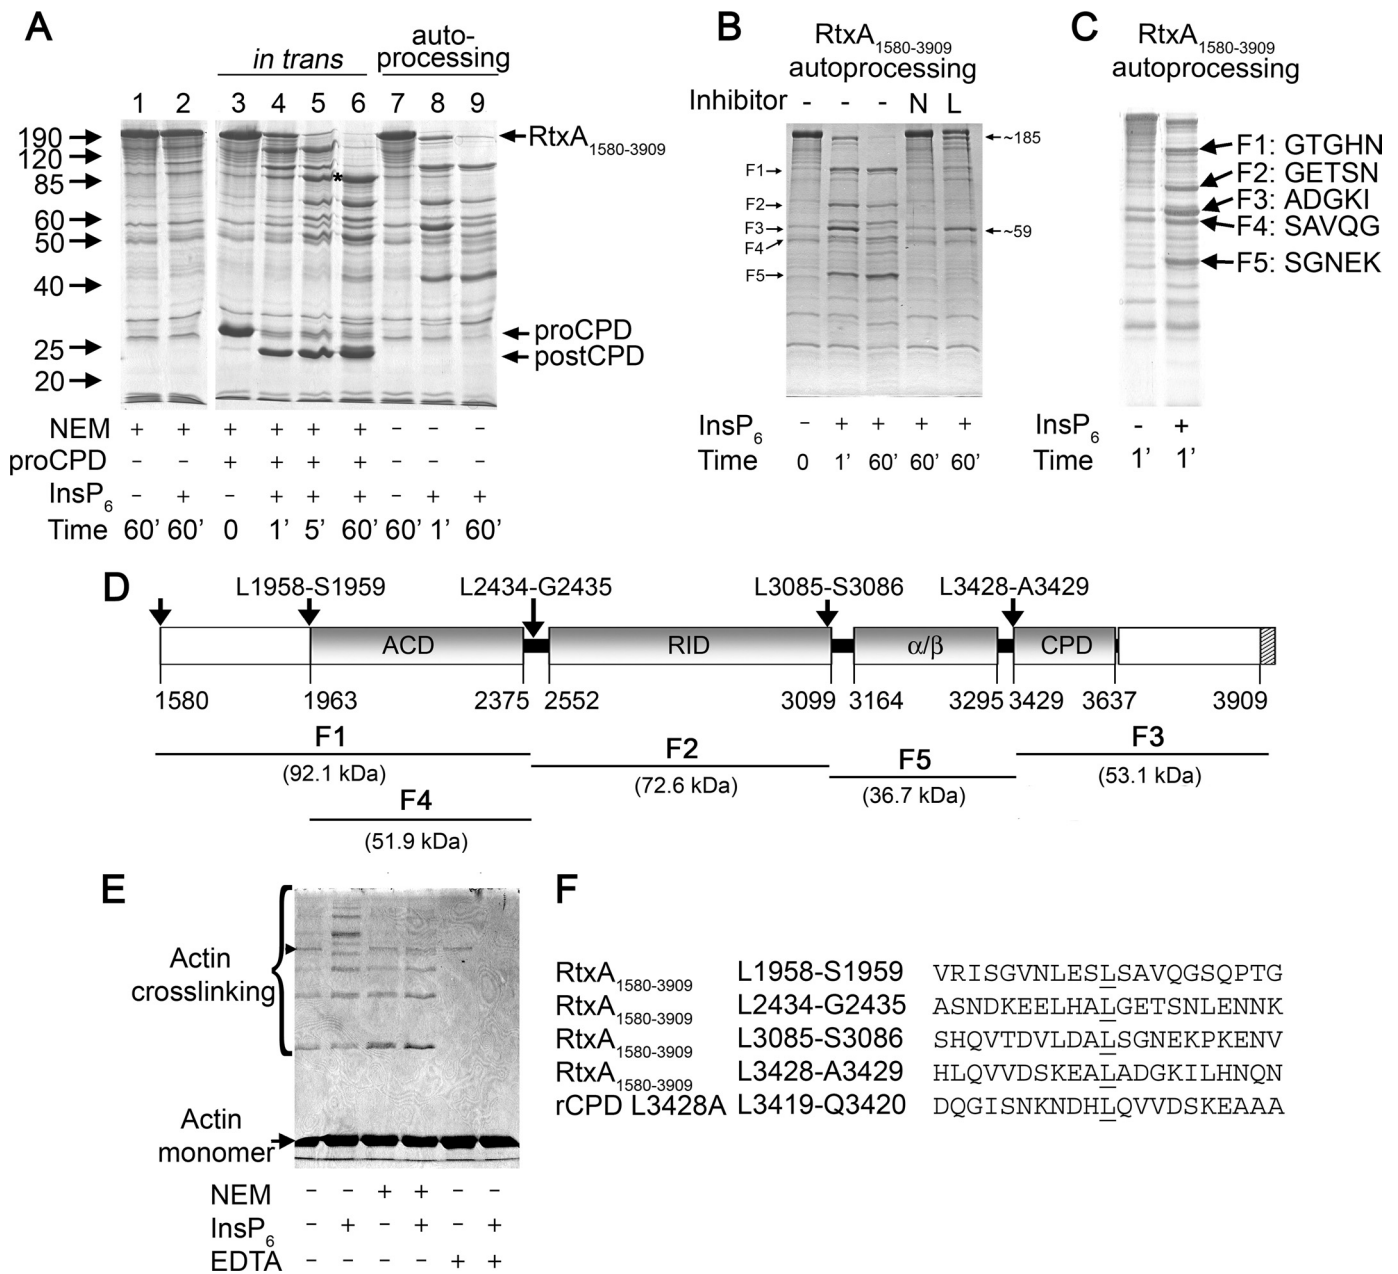 A
in trans
auto-
processing
1 2 3 4 5 6 7 8 9
190
120
85
60
50
40
25
20
*
RtxA1580-3909
proCPD
postCPD
NEM + + + + + + – – –
proCPD – – + + + + – – –
InsP6 – + – + + + – + +
Time 60’ 60’ 0 1’ 5’ 60’ 60’ 1’ 60’
B
RtxA1580-3909
autoprocessing
Inhibitor - - - N L
F1
F2
F3
F4
F5
~185
~59
InsP6 – + + + +
Time 0 1’ 60’ 60’ 60’
C
RtxA1580-3909
autoprocessing
F1: GTGHN
F2: GETSN
F3: ADGKI
F4: SAVQG
F5: SGNEK
InsP6 - +
Time 1’ 1’
D
L1958-S1959 L2434-G2435 L3085-S3086 L3428-A3429
ACD RID α/β CPD
1580 1963 2375 2552 3099 3164 3295 3429 3637 3909
F1
(92.1 kDa)
F2
(72.6 kDa)
F5
(36.7 kDa)
F3
(53.1 kDa)
F4
(51.9 kDa)
E
Actin
crosslinking
Actin
monomer
NEM – – + + – –
InsP6 – + – + – +
EDTA – – – – + +
F
RtxA1580-3909 L1958-S1959 VRISGVNLESLSAVQGSQPTG
RtxA1580-3909 L2434-G2435 ASNDKEELHALGETSNLENNK
RtxA1580-3909 L3085-S3086 SHQVTDVLDALSGNEKPKENV
RtxA1580-3909 L3428-A3429 HLQVVDSKEALADGKILHNQN
rCPD L3428A L3419-Q3420 DQGISNKNDHLQVVDSKEAAA